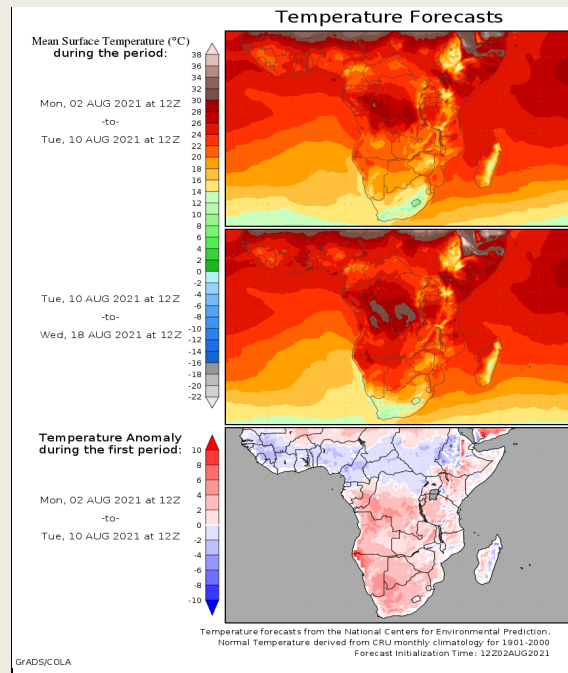 Temperature Forecasts
Mean Surface Temperature (°C)
during the period:
Mon, 02 AUG 2021 at 12Z
-to-
Tue, 10 AUG 2021 at 12Z
38
36
34
32
30
28
26
24
22
20
18
16
14
12
10
8
6
4
2
0
-2
-4
-6
-8
-10
-12
-14
-16
-18
-20
-22
Tue, 10 AUG 2021 at 12Z
-to-
Wed, 18 AUG 2021 at 12Z
Temperature Anomaly
during the first period:
Mon, 02 AUG 2021 at 12Z
-to-
Tue, 10 AUG 2021 at 12Z
10
8
6
4
2
0
-2
-4
-6
-8
-10
Temperature forecasts from the National Centers for Environmental Prediction.
Normal Temperature derived from CRU monthly climatology for 1901-2000
Forecast Initialization Time: 12Z02AUG2021
GrADS/COLA